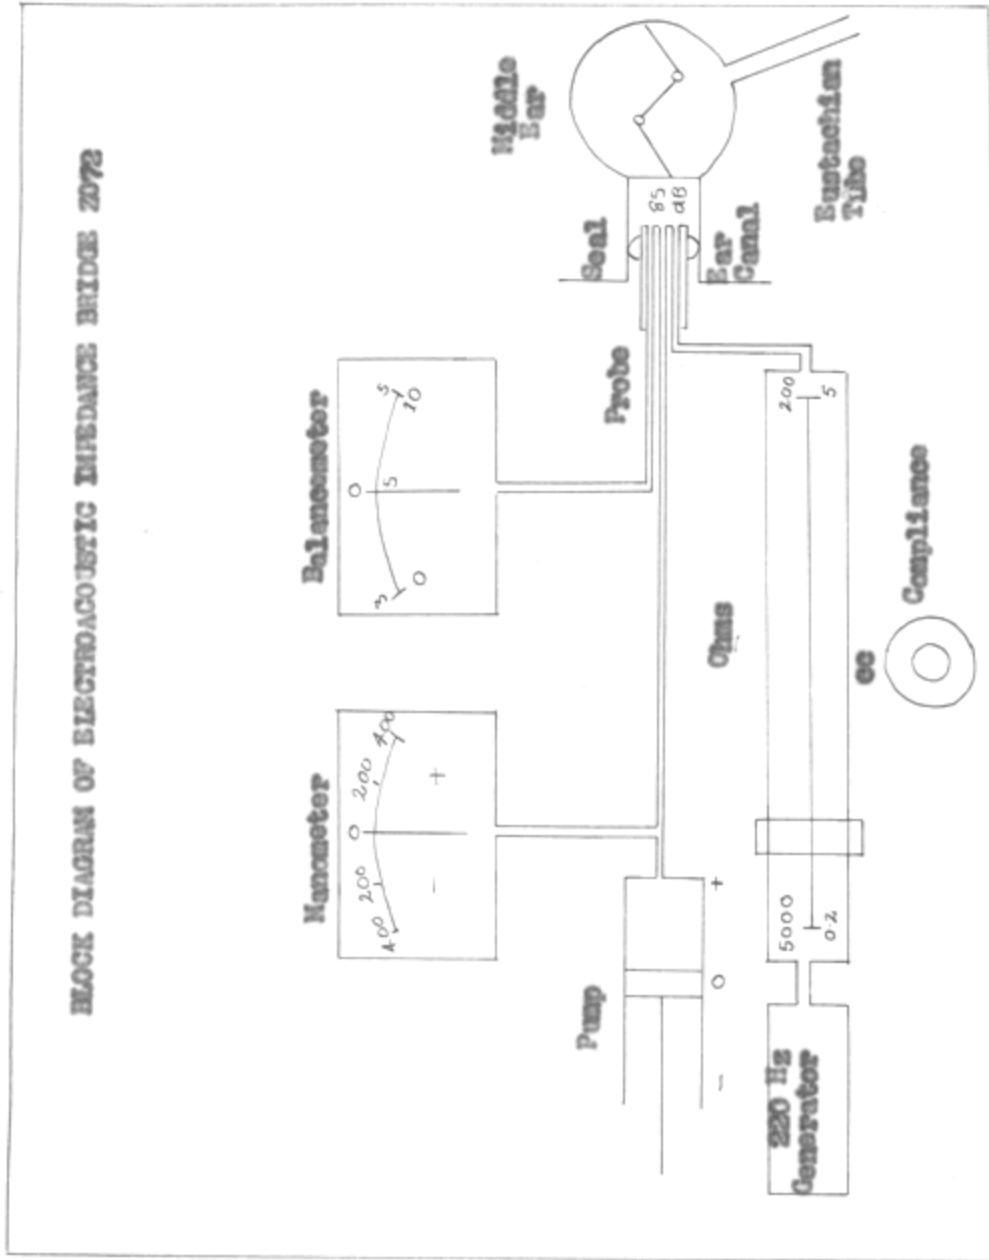 BLOCK DIAGRAM OF ELECTROACOUSTIC IMPEDANCE BRIDGE ZO72
Manometer
400 200 0 200 400
- +
Balancemeter
3 0 5
0 5 10
Pump
- 0 +
Probe
Seal
Middle
Ear
85
dB
Ear
Canal
Eustachian
Tube
220 Hz
Generator
Ohms
5000 200
0.2 5
cc
Compliance